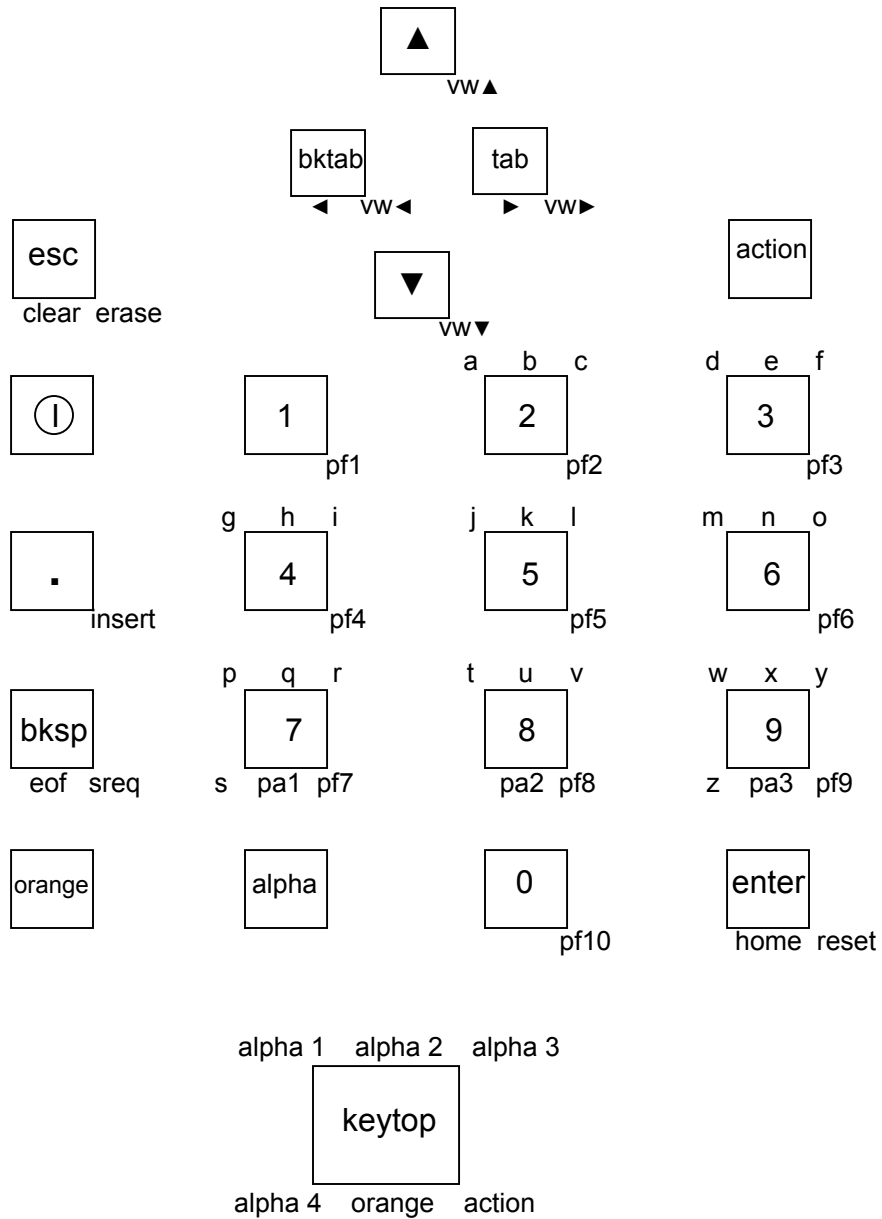 ▲
vw▲
bktab tab
◄ vw◄ ► vw►
esc action
▼
clear erase
vw▼
a b c d e f
1 2 3
pf1 pf2 pf3
g h i j k l m n o
. 4 5 6
insert pf4 pf5 pf6
p q r t u v w x y
bksp 7 8 9
eof sreq s pa1 pf7 pa2 pf8 z pa3 pf9
orange alpha 0 enter
pf10 home reset
alpha 1 alpha 2 alpha 3
keytop
alpha 4 orange action